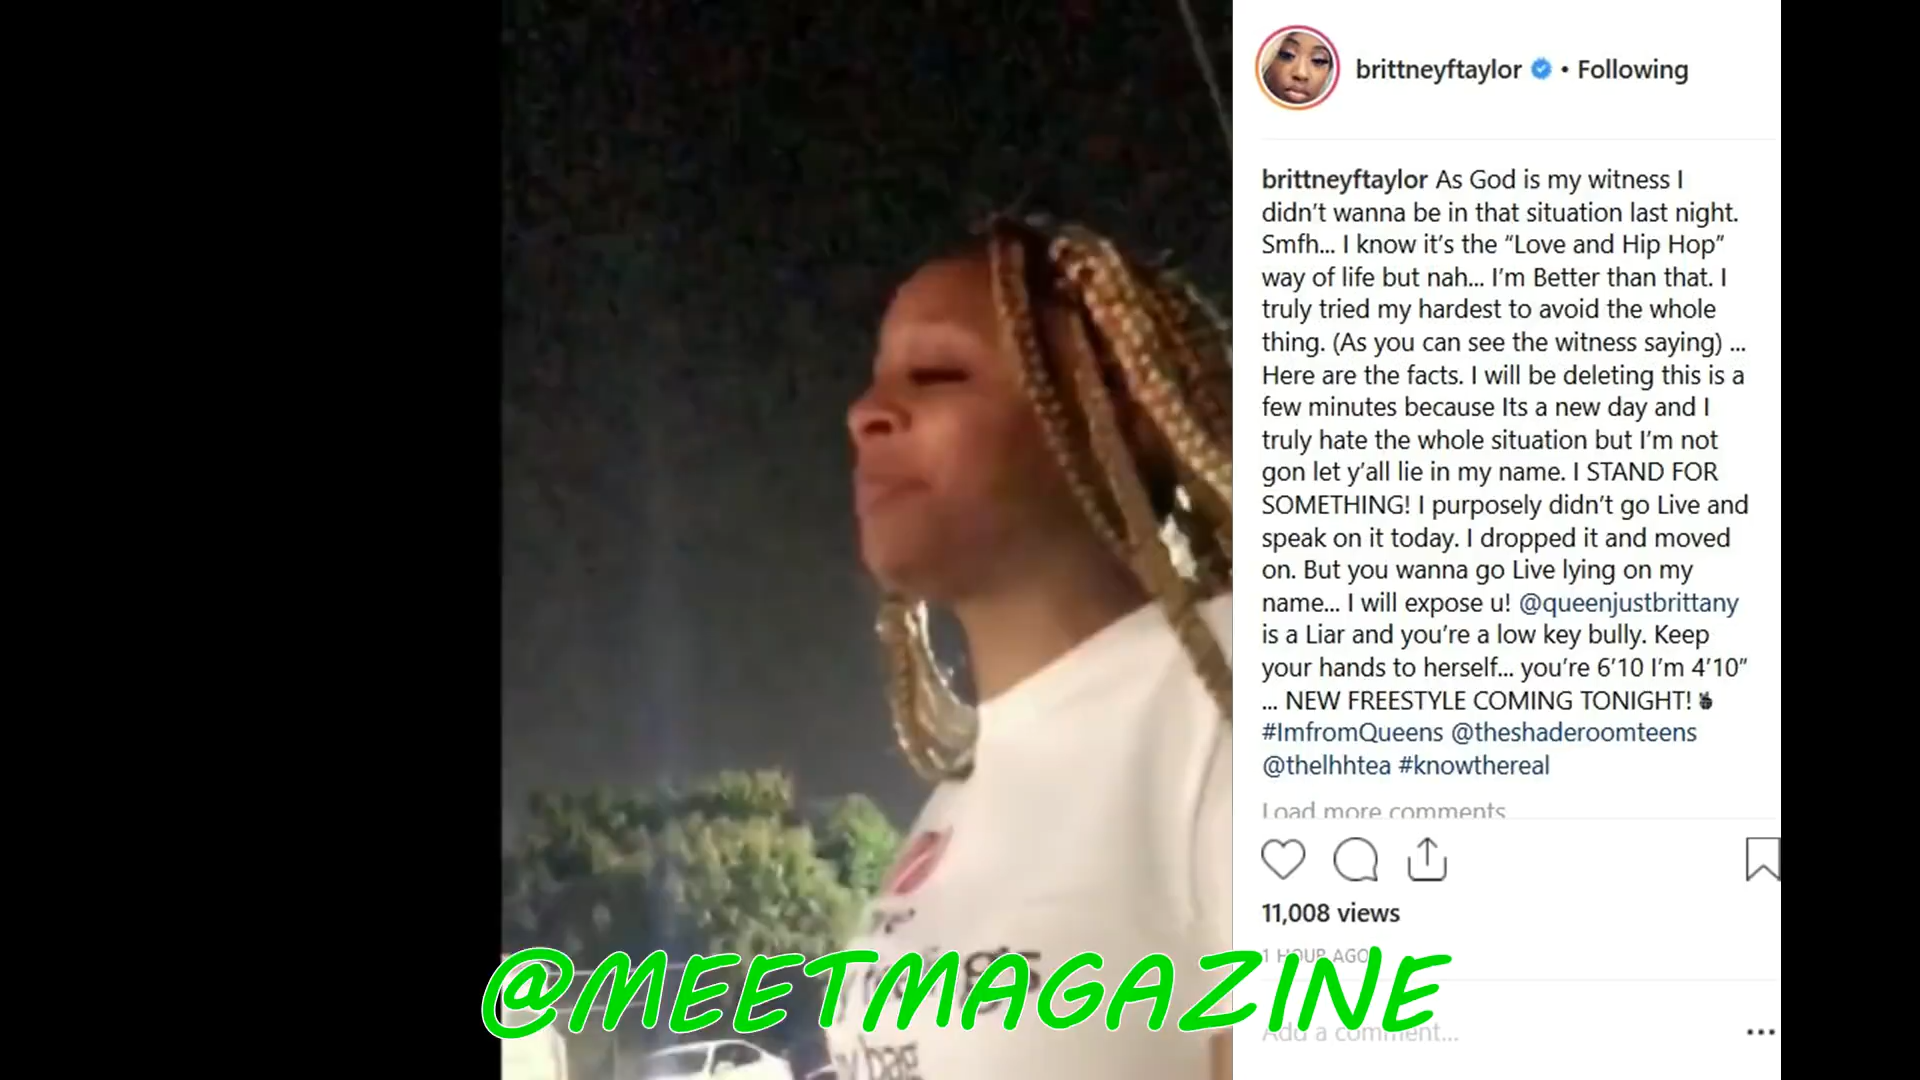 brittneyftaylor • Following
brittneyftaylor As God is my witness I
didn’t wanna be in that situation last night.
Smfh... I know it’s the “Love and Hip Hop”
way of life but nah... I’m Better than that. I
truly tried my hardest to avoid the whole
thing. (As you can see the witness saying) ...
Here are the facts. I will be deleting this is a
few minutes because Its a new day and I
truly hate the whole situation but I’m not
gon let y’all lie in my name. I STAND FOR
SOMETHING! I purposely didn’t go Live and
speak on it today. I dropped it and moved
on. But you wanna go Live lying on my
name... I will expose u! @queenjustbrittany
is a Liar and you’re a low key bully. Keep
your hands to herself... you’re 6’10 I’m 4’10”
... NEW FREESTYLE COMING TONIGHT!
#ImfromQueens @theshaderoomteens
@thelhhtea #knowthereal
Load more comments
11,008 views
1 HOUR AGO
@MEETMAGAZINE
Add a comment...
bag